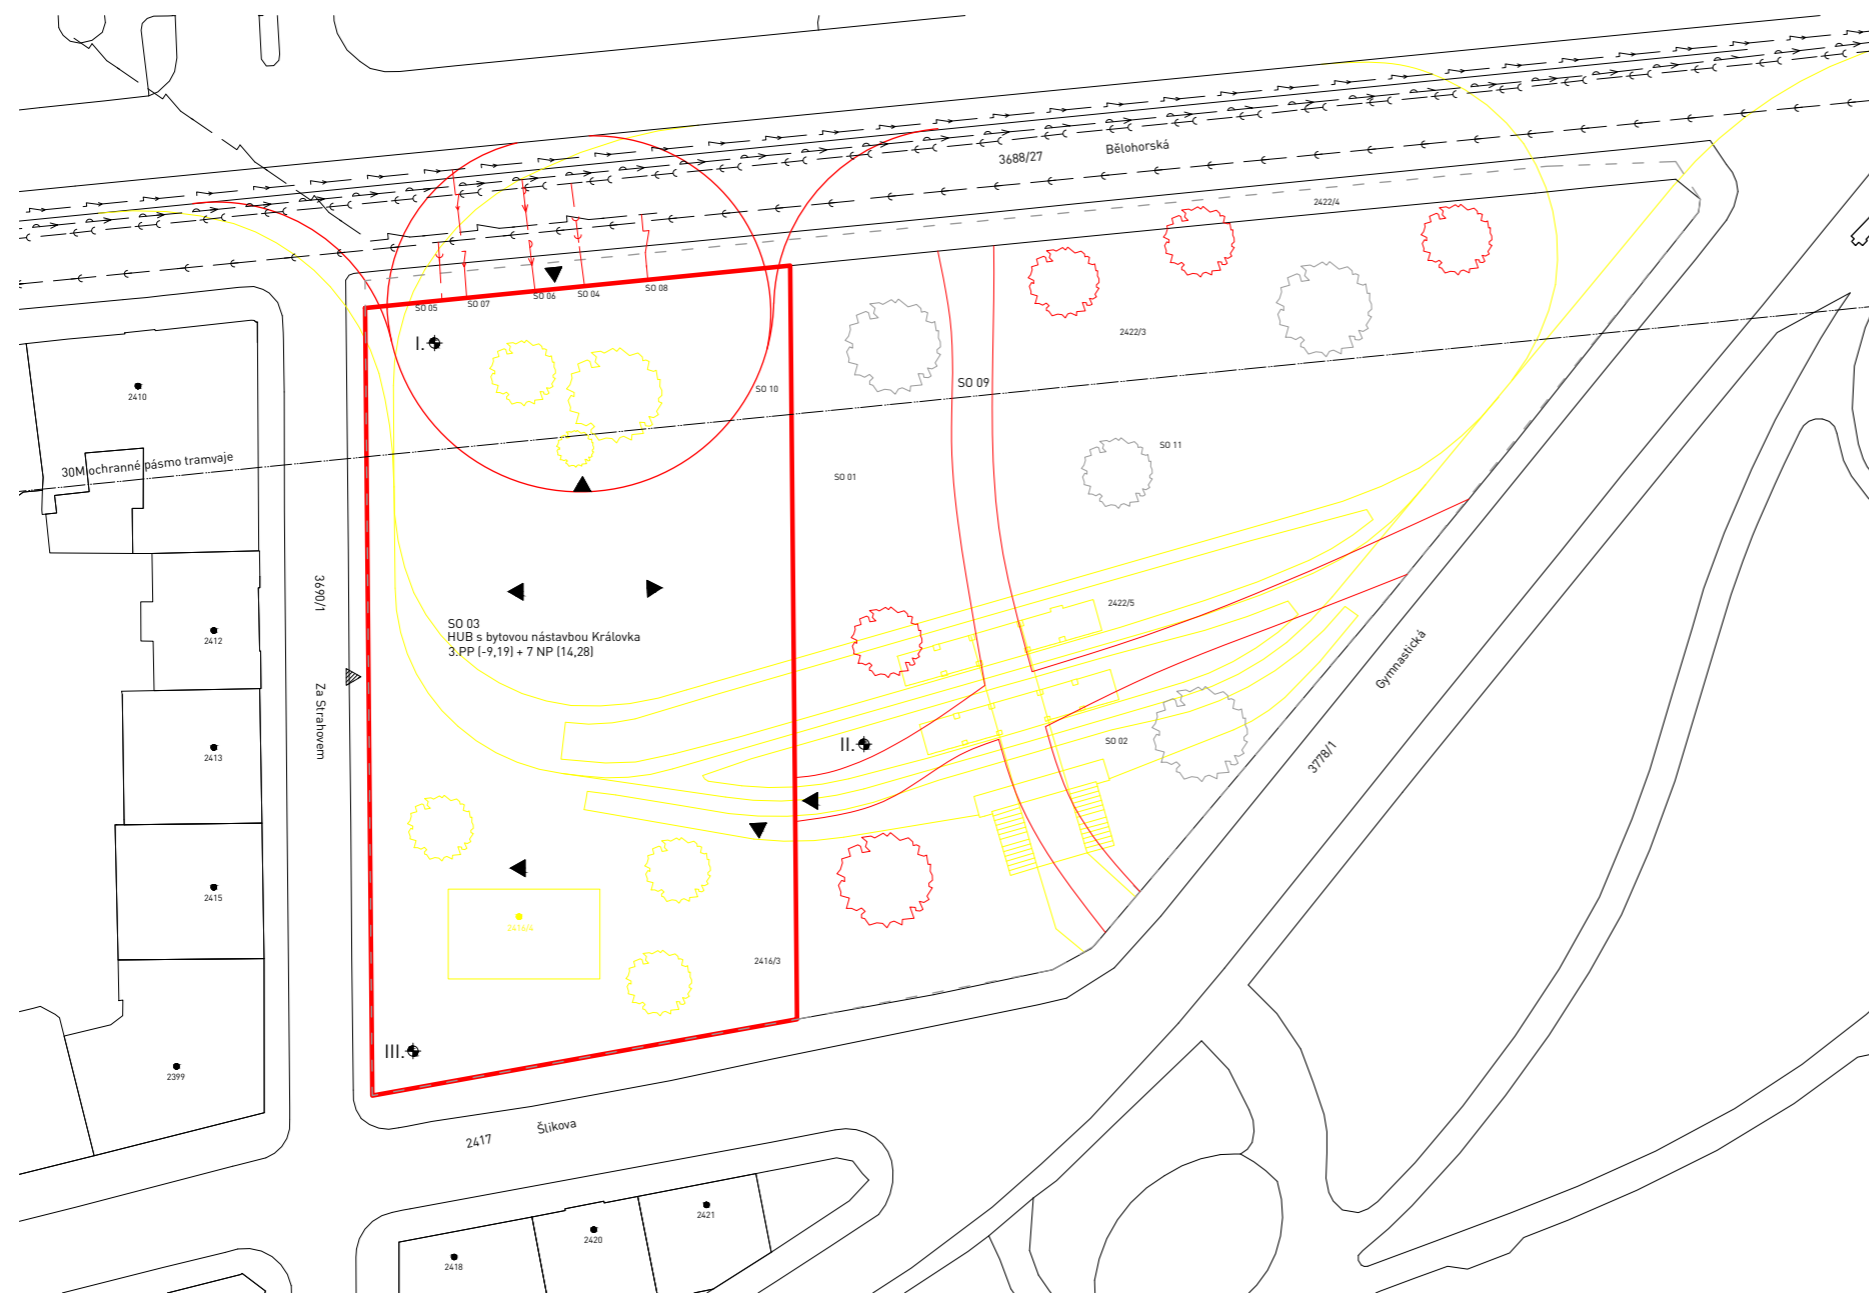 Bělohorská
3688/27
2422/4
SO 05
SO 07
SO 06
SO 04
SO 08
I.
2422/3
SO 09
SO 10
2410
30M ochranné pásmo tramvaje
SO 11
SO 01
3690/1
2422/5
SO 03
HUB s bytovou nástavbou Královka
3.PP (-9,19) + 7 NP (14,28)
2412
Gymnastická
Za Strahovem
2413
II.
SO 02
3778/1
2415
2416/4
2416/3
III.
2399
2417
Šlikova
2421
2420
2418